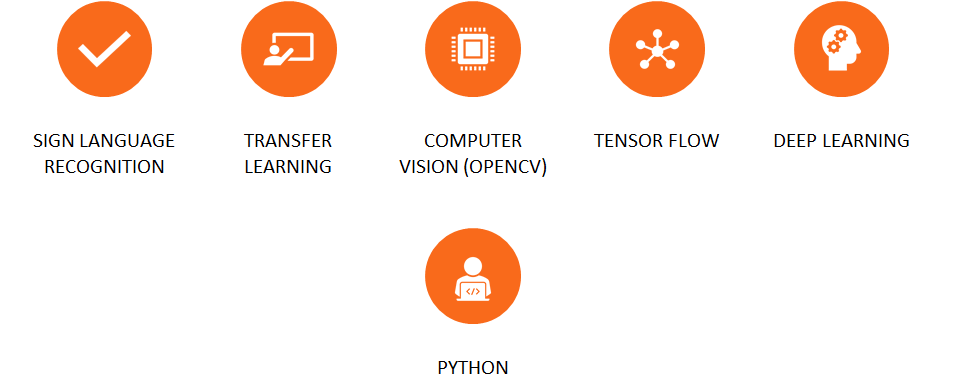 SIGN LANGUAGE
RECOGNITION
TRANSFER
LEARNING
COMPUTER
VISION (OPENCV)
TENSOR FLOW
DEEP LEARNING
</>
PYTHON